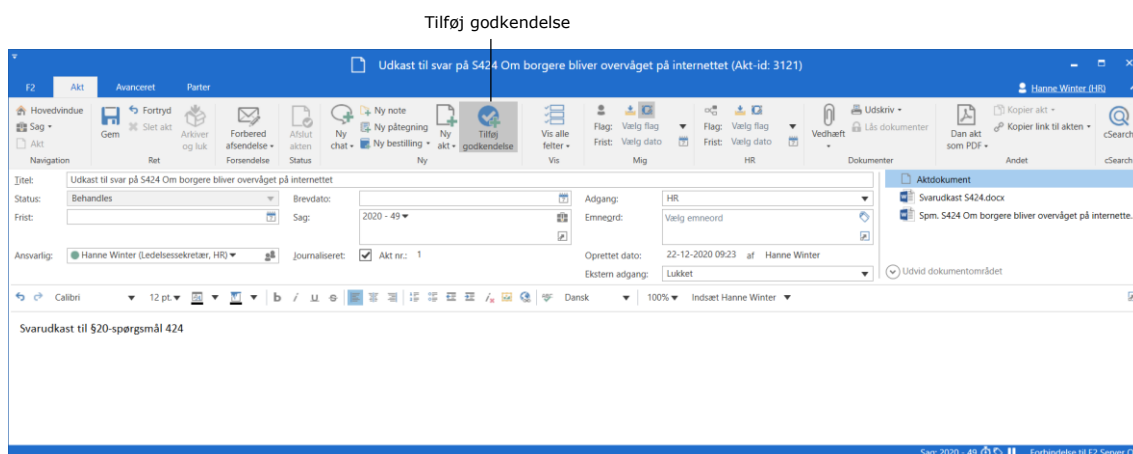 Tilføj godkendelse
Udkast til svar på S424 Om borgere bliver overvåget på internettet (Akt-id: 3121)
F2 Akt Avanceret Parter Hanne Winter (HR)
Hovedvindue Fortryd Ny note Ny påtegning Ny bestilling
Sag Slet akt
Akt
Gem Arkiver og luk Forbered afsendelse Afslut akten Ny chat Ny akt Tilføj godkendelse Vis alle felter
Flag: Vælg flag Flag: Vælg flag
Frist: Vælg dato Frist: Vælg dato
Vedhæft Udskriv Lås dokumenter Dan akt som PDF Kopier akt Kopier link til akten cSearch
Navigation Ret Forsendelse Status Ny Vis Mig HR Dokumenter Andet cSearch
Titel: Udkast til svar på S424 Om borgere bliver overvåget på internettet
Status: Behandles Brevdato: Adgang: HR
Frist: Sag: 2020 - 49 Emneord: Vælg emneord
Ansvarlig: Hanne Winter (Ledelsessekretær, HR) Journaliseret: Akt nr.: 1 Oprettet dato: 22-12-2020 09:23 af Hanne Winter
Ekstern adgang: Lukket
Aktdokument
Svarudkast S424.docx
Spm. S424 Om borgere bliver overvåget på internette.
Udvid dokumentområdet
Calibri 12 pt. b i u s Dansk 100% Indsæt Hanne Winter
Svarudkast til §20-spørgsmål 424
Sag: 2020 - 49 Forbindelse til F2 Server O